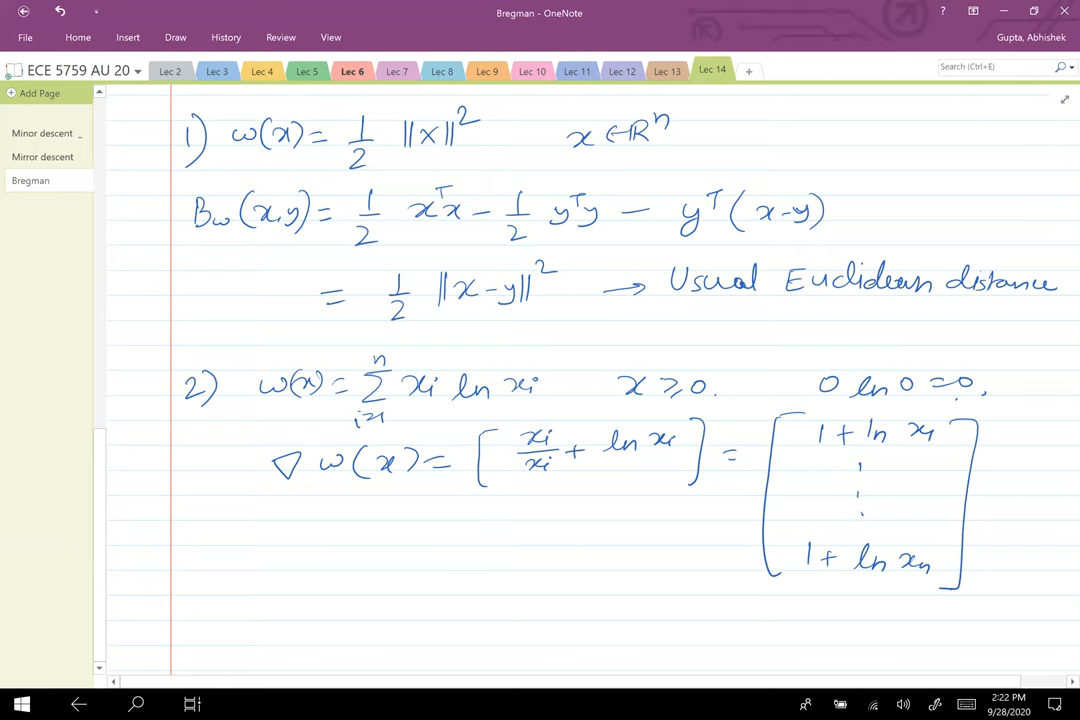 Bregman - OneNote
Gupta, Abhishek
File Home Insert Draw History Review View
ECE 5759 AU 20 Lec 2 Lec 3 Lec 4 Lec 5 Lec 6 Lec 7 Lec 8 Lec 9 Lec 10 Lec 11 Lec 12 Lec 13 Lec 14 +
Search (Ctrl+E)
Add Page
Minor descent
Mirror descent
Bregman
1) ω(x) = 1/2 ||x||² x ∈ ℝⁿ
Bω(x,y) = 1/2 xᵀx − 1/2 yᵀy − yᵀ(x−y)
= 1/2 ||x−y||² → Usual Euclidean distance
2) ω(x) = Σ_{i=1}^{n} xi ln xi x ≥ 0. 0 ln 0 = 0.
∇ω(x) = [ xi/xi + ln xi ] = [ 1 + ln x1 ⋮ 1 + ln xn ]
2:22 PM
9/28/2020